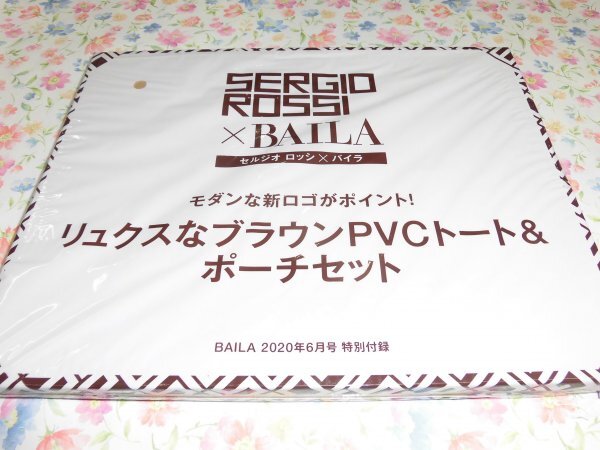 SERGIO
ROSSI
×BAILA
セルジオ ロッシ×バイラ
モダンな新ロゴがポイント!
リュクスなブラウンPVCトート&
ポーチセット
BAILA 2020年6月号 特別付録